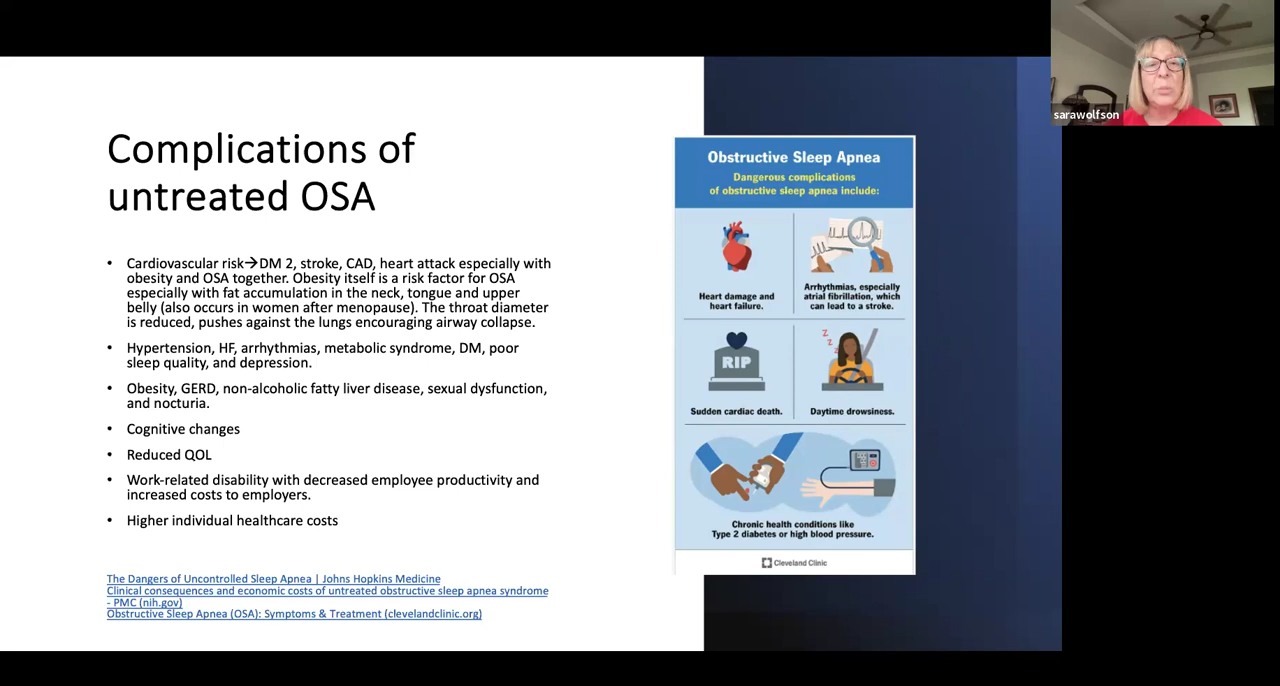 Complications of
untreated OSA
• Cardiovascular risk→DM 2, stroke, CAD, heart attack especially with
obesity and OSA together. Obesity itself is a risk factor for OSA
especially with fat accumulation in the neck, tongue and upper
belly (also occurs in women after menopause). The throat diameter
is reduced, pushes against the lungs encouraging airway collapse.
• Hypertension, HF, arrhythmias, metabolic syndrome, DM, poor
sleep quality, and depression.
• Obesity, GERD, non-alcoholic fatty liver disease, sexual dysfunction,
and nocturia.
• Cognitive changes
• Reduced QOL
• Work-related disability with decreased employee productivity and
increased costs to employers.
• Higher individual healthcare costs
The Dangers of Uncontrolled Sleep Apnea | Johns Hopkins Medicine
Clinical consequences and economic costs of untreated obstructive sleep apnea syndrome
- PMC (nih.gov)
Obstructive Sleep Apnea (OSA): Symptoms & Treatment (clevelandclinic.org)
Obstructive Sleep Apnea
Dangerous complications
of obstructive sleep apnea include:
Heart damage and
heart failure.
Arrhythmias, especially
atrial fibrillation, which
can lead to a stroke.
RIP
Sudden cardiac death.
z
z
z
Daytime drowsiness.
Chronic health conditions like
Type 2 diabetes or high blood pressure.
Cleveland Clinic
sarawolfson